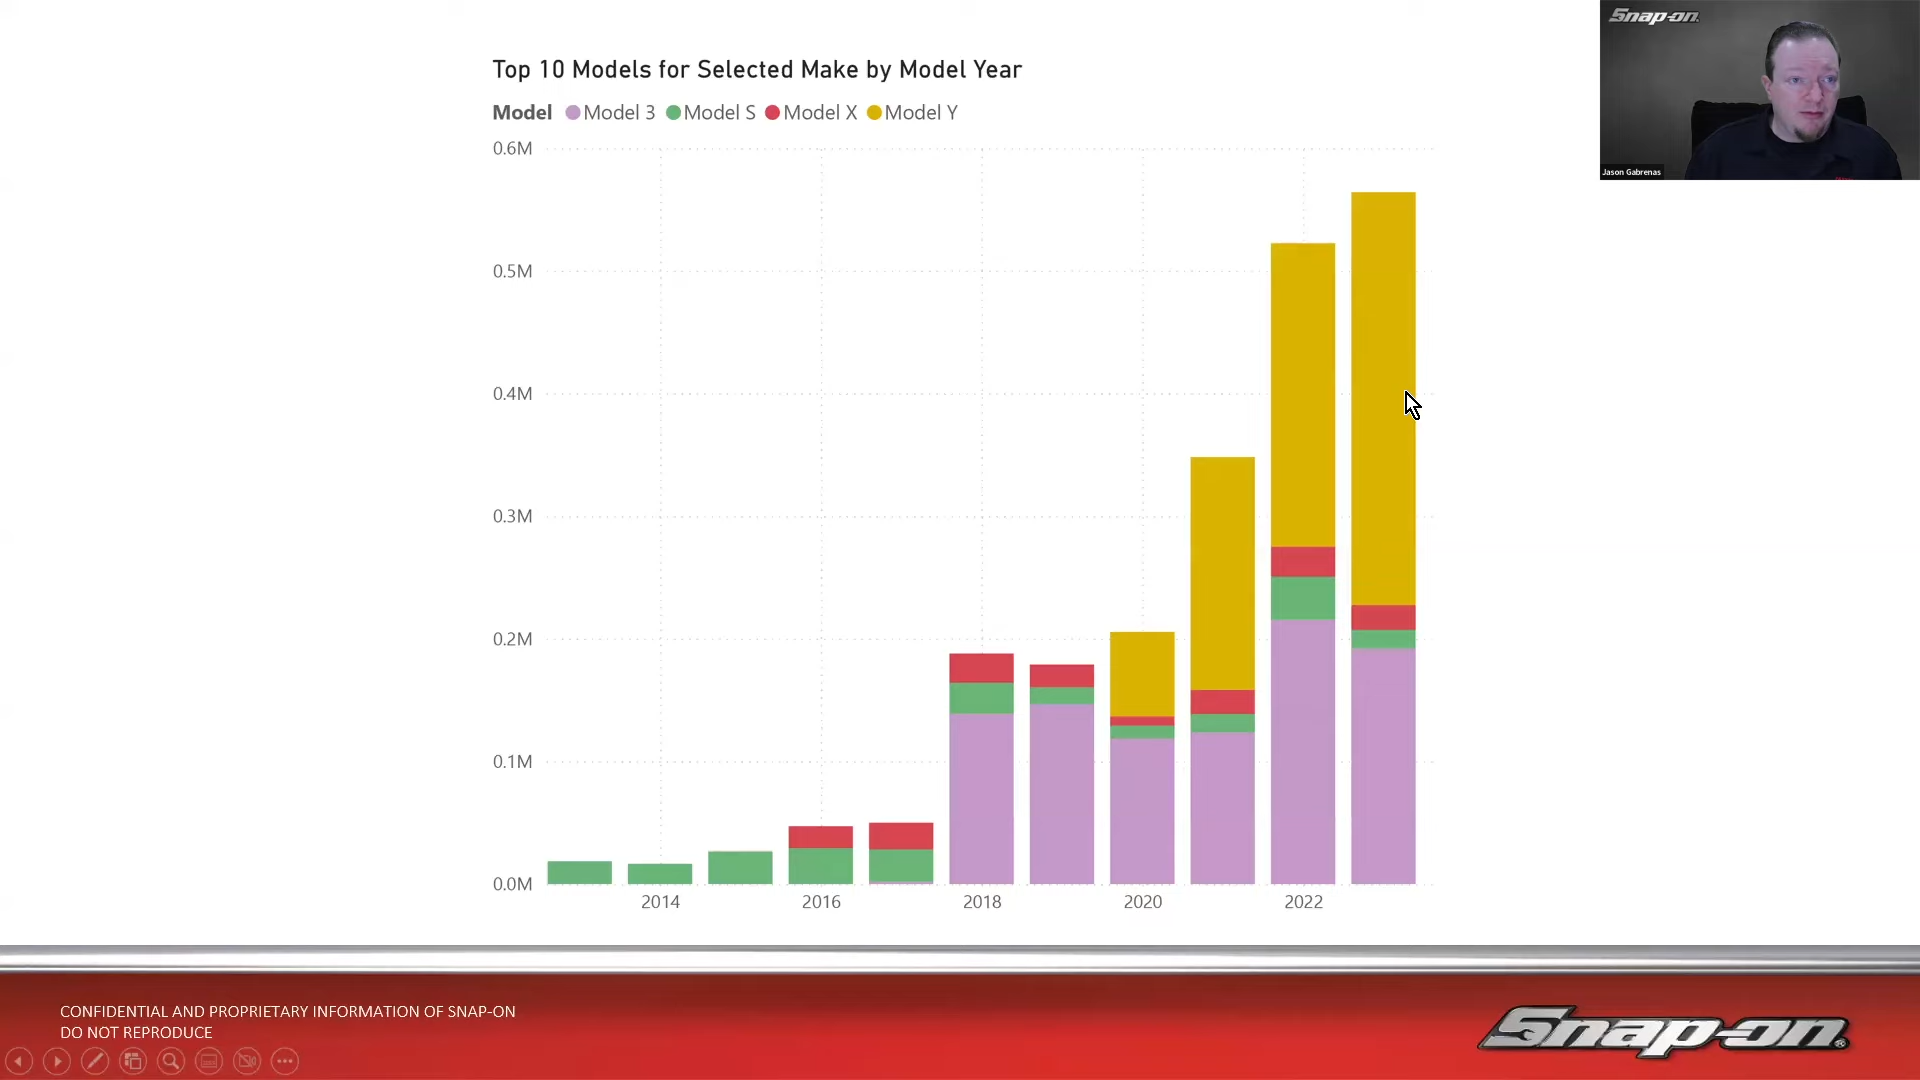 Snap-on
Jason Gabrenas
Top 10 Models for Selected Make by Model Year
Model Model 3 Model S Model X Model Y
0.6M
0.5M
0.4M
0.3M
0.2M
0.1M
0.0M
2014 2016 2018 2020 2022
CONFIDENTIAL AND PROPRIETARY INFORMATION OF SNAP-ON
DO NOT REPRODUCE
Snap-on®